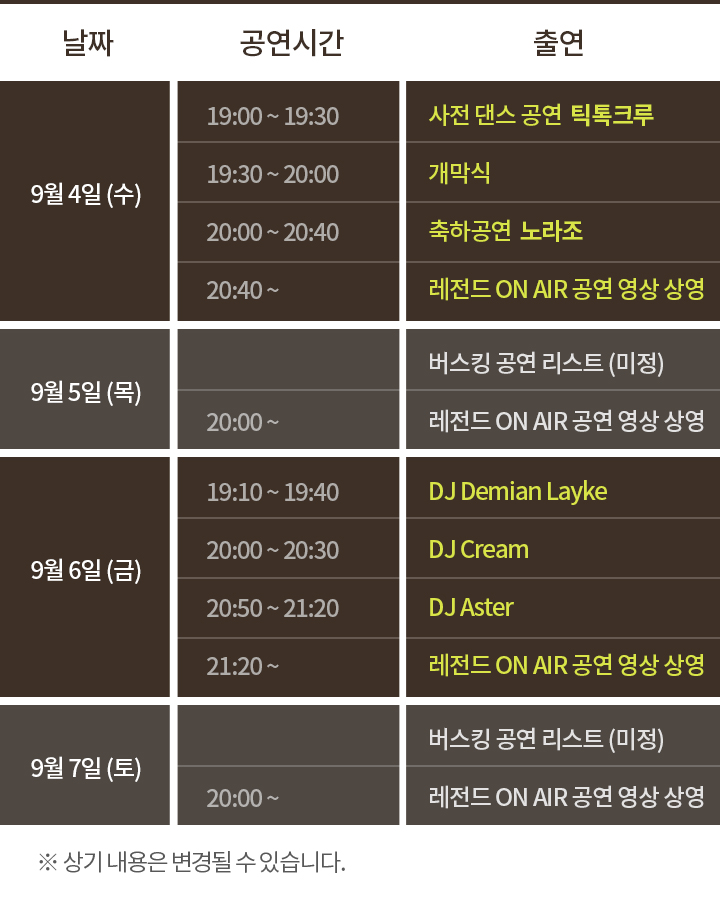 날짜 공연시간 출연
9월 4일 (수)
19:00 ~ 19:30 사전 댄스 공연 틱톡크루
19:30 ~ 20:00 개막식
20:00 ~ 20:40 축하공연 노라조
20:40 ~ 레전드 ON AIR 공연 영상 상영
9월 5일 (목)
버스킹 공연 리스트 (미정)
20:00 ~ 레전드 ON AIR 공연 영상 상영
9월 6일 (금)
19:10 ~ 19:40 DJ Demian Layke
20:00 ~ 20:30 DJ Cream
20:50 ~ 21:20 DJ Aster
21:20 ~ 레전드 ON AIR 공연 영상 상영
9월 7일 (토)
버스킹 공연 리스트 (미정)
20:00 ~ 레전드 ON AIR 공연 영상 상영
※ 상기 내용은 변경될 수 있습니다.